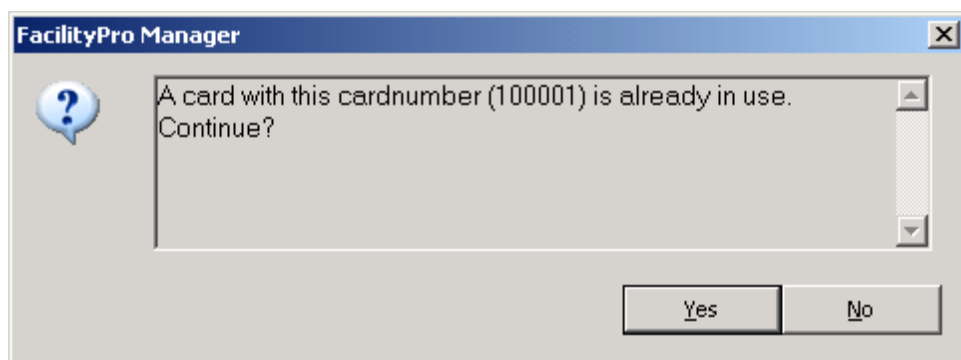 FacilityPro Manager
A card with this cardnumber (100001) is already in use.
Continue?
Yes
No